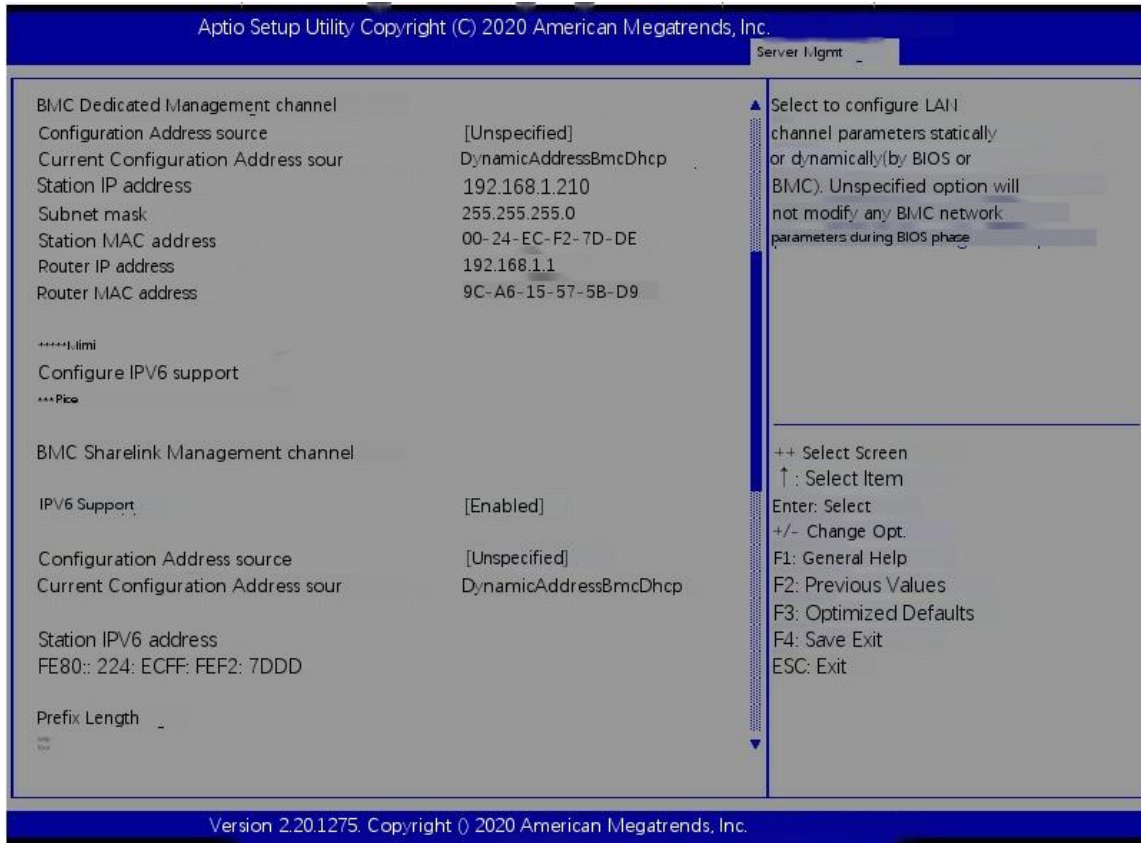 Aptio Setup Utility Copyright (C) 2020 American Megatrends, Inc.
Server Mgmt
BMC Dedicated Management channel
Configuration Address source [Unspecified]
Current Configuration Address sour DynamicAddressBmcDhcp
Station IP address 192.168.1.210
Subnet mask 255.255.255.0
Station MAC address 00-24-EC-F2-7D-DE
Router IP address 192.168.1.1
Router MAC address 9C-A6-15-57-5B-D9
Configure IPV6 support
BMC Sharelink Management channel
IPV6 Support [Enabled]
Configuration Address source [Unspecified]
Current Configuration Address sour DynamicAddressBmcDhcp
Station IPV6 address
FE80:: 224: ECFF: FEF2: 7DDD
Prefix Length
Select to configure LAN
channel parameters statically
or dynamically(by BIOS or
BMC). Unspecified option will
not modify any BMC network
parameters during BIOS phase
++ Select Screen
↑ : Select Item
Enter: Select
+/- Change Opt.
F1: General Help
F2: Previous Values
F3: Optimized Defaults
F4: Save Exit
ESC: Exit
Version 2.20.1275. Copyright () 2020 American Megatrends, Inc.